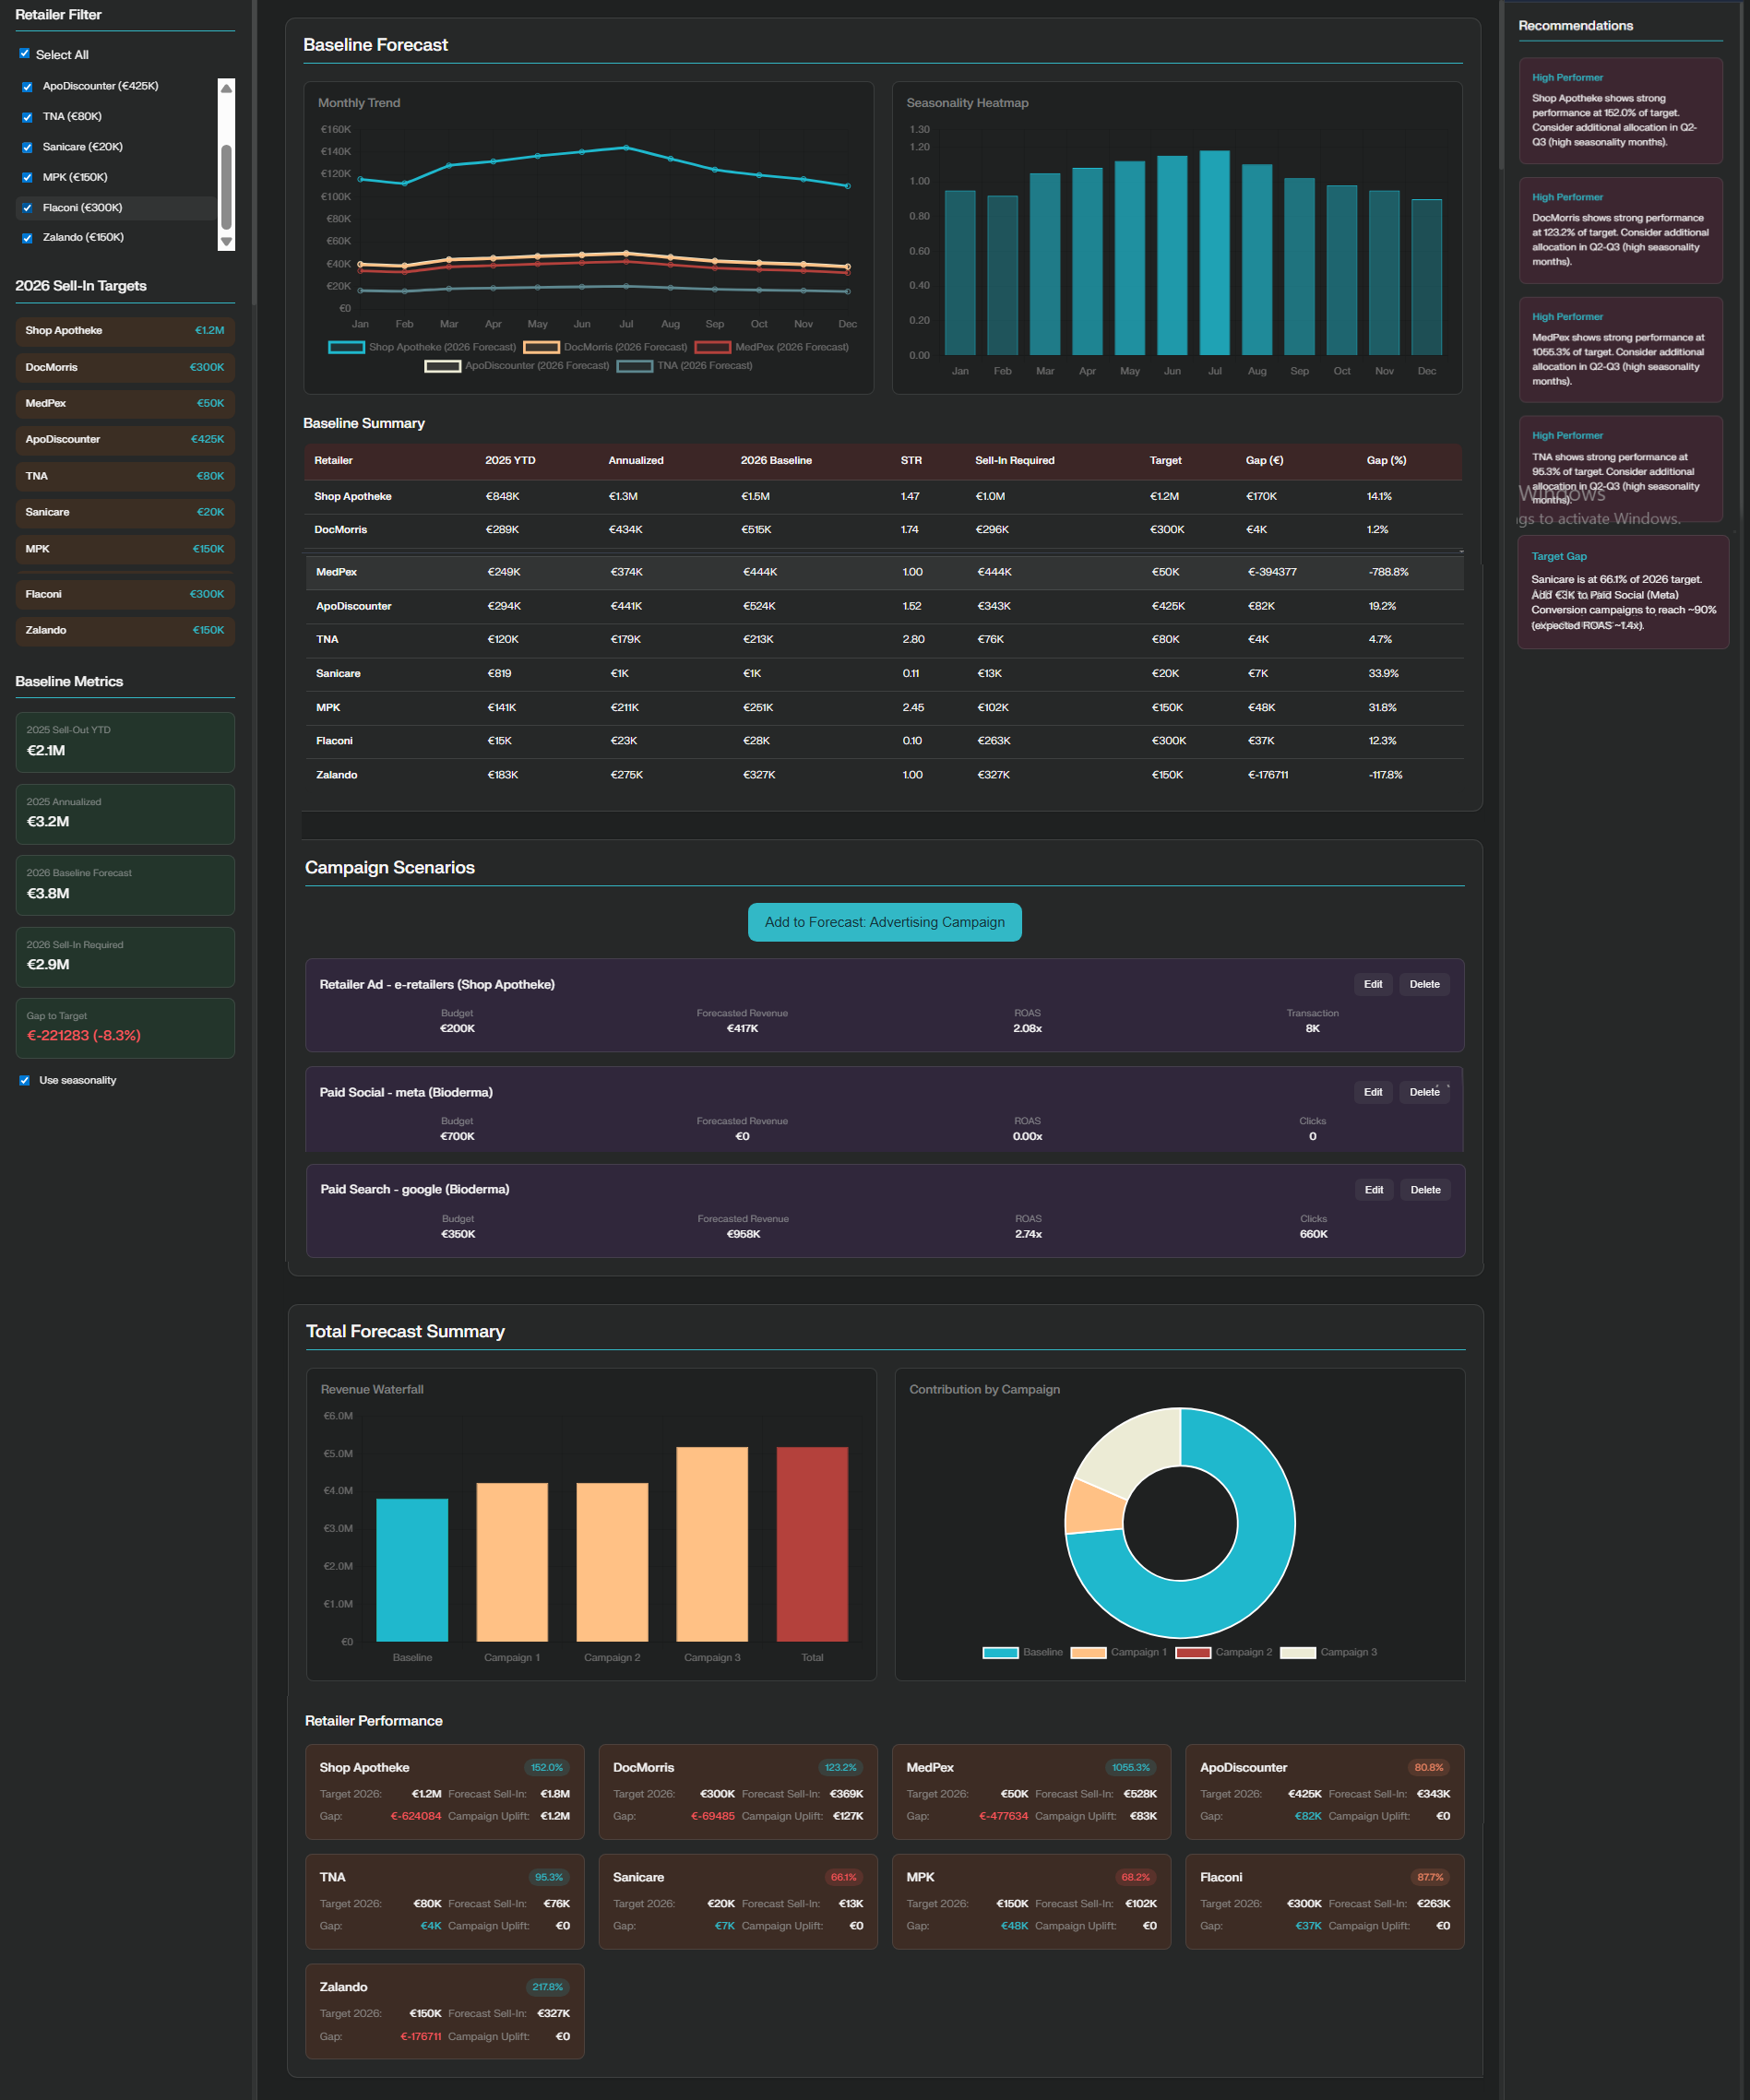 Retailer Filter
Select All
ApoDiscounter (€425K)
TNA (€80K)
Sanicare (€20K)
MPK (€150K)
Flaconi (€300K)
Zalando (€150K)
2026 Sell-In Targets
Shop Apotheke €1.2M
DocMorris €300K
MedPex €50K
ApoDiscounter €425K
TNA €80K
Sanicare €20K
MPK €150K
Flaconi €300K
Zalando €150K
Baseline Metrics
2025 Sell-Out YTD
€2.1M
2025 Annualized
€3.2M
2026 Baseline Forecast
€3.8M
2026 Sell-In Required
€2.9M
Gap to Target
€-221283 (-8.3%)
Use seasonality
Baseline Forecast
Monthly Trend
€160K
€140K
€120K
€100K
€80K
€60K
€40K
€20K
€0
Jan Feb Mar Apr May Jun Jul Aug Sep Oct Nov Dec
Shop Apotheke (2026 Forecast) DocMorris (2026 Forecast) MedPex (2026 Forecast)
ApoDiscounter (2026 Forecast) TNA (2026 Forecast)
Seasonality Heatmap
1.30
1.20
1.00
0.80
0.60
0.40
0.20
0.00
Jan Feb Mar Apr May Jun Jul Aug Sep Oct Nov Dec
Baseline Summary
Retailer 2025 YTD Annualized 2026 Baseline STR Sell-In Required Target Gap (€) Gap (%)
Shop Apotheke €848K €1.3M €1.5M 1.47 €1.0M €1.2M €170K 14.1%
DocMorris €289K €434K €515K 1.74 €296K €300K €4K 1.2%
MedPex €249K €374K €444K 1.00 €444K €50K €-394377 -788.8%
ApoDiscounter €294K €441K €524K 1.52 €343K €425K €82K 19.2%
TNA €120K €179K €213K 2.80 €76K €80K €4K 4.7%
Sanicare €819 €1K €1K 0.11 €13K €20K €7K 33.9%
MPK €141K €211K €251K 2.45 €102K €150K €48K 31.8%
Flaconi €15K €23K €28K 0.10 €263K €300K €37K 12.3%
Zalando €183K €275K €327K 1.00 €327K €150K €-176711 -117.8%
Campaign Scenarios
Add to Forecast: Advertising Campaign
Retailer Ad - e-retailers (Shop Apotheke) Edit Delete
Budget Forecasted Revenue ROAS Transaction
€200K €417K 2.08x 8K
Paid Social - meta (Bioderma) Edit Delete
Budget Forecasted Revenue ROAS Clicks
€700K €0 0.00x 0
Paid Search - google (Bioderma) Edit Delete
Budget Forecasted Revenue ROAS Clicks
€350K €958K 2.74x 660K
Total Forecast Summary
Revenue Waterfall
€6.0M
€5.0M
€4.0M
€3.0M
€2.0M
€1.0M
€0
Baseline Campaign 1 Campaign 2 Campaign 3 Total
Contribution by Campaign
Baseline Campaign 1 Campaign 2 Campaign 3
Retailer Performance
Shop Apotheke 152.0%
Target 2026: €1.2M Forecast Sell-In: €1.8M
Gap: €-624084 Campaign Uplift: €1.2M
DocMorris 123.2%
Target 2026: €300K Forecast Sell-In: €369K
Gap: €-69485 Campaign Uplift: €127K
MedPex 1055.3%
Target 2026: €50K Forecast Sell-In: €528K
Gap: €-477634 Campaign Uplift: €83K
ApoDiscounter 80.8%
Target 2026: €425K Forecast Sell-In: €343K
Gap: €82K Campaign Uplift: €0
TNA 95.3%
Target 2026: €80K Forecast Sell-In: €76K
Gap: €4K Campaign Uplift: €0
Sanicare 66.1%
Target 2026: €20K Forecast Sell-In: €13K
Gap: €7K Campaign Uplift: €0
MPK 68.2%
Target 2026: €150K Forecast Sell-In: €102K
Gap: €48K Campaign Uplift: €0
Flaconi 87.7%
Target 2026: €300K Forecast Sell-In: €263K
Gap: €37K Campaign Uplift: €0
Zalando 217.8%
Target 2026: €150K Forecast Sell-In: €327K
Gap: €-176711 Campaign Uplift: €0
Recommendations
High Performer
Shop Apotheke shows strong
performance at 152.0% of target.
Consider additional allocation in Q2-
Q3 (high seasonality months).
High Performer
DocMorris shows strong performance
at 123.2% of target. Consider additional
allocation in Q2-Q3 (high seasonality
months).
High Performer
MedPex shows strong performance at
1055.3% of target. Consider additional
allocation in Q2-Q3 (high seasonality
months).
High Performer
TNA shows strong performance at
95.3% of target. Consider additional
allocation in Q2-Q3 (high seasonality
months).
Windows
gs to activate Windows.
Target Gap
Sanicare is at 66.1% of 2026 target.
Add €3K to Paid Social (Meta)
Conversion campaigns to reach ~90%
(expected ROAS ~1.4x).